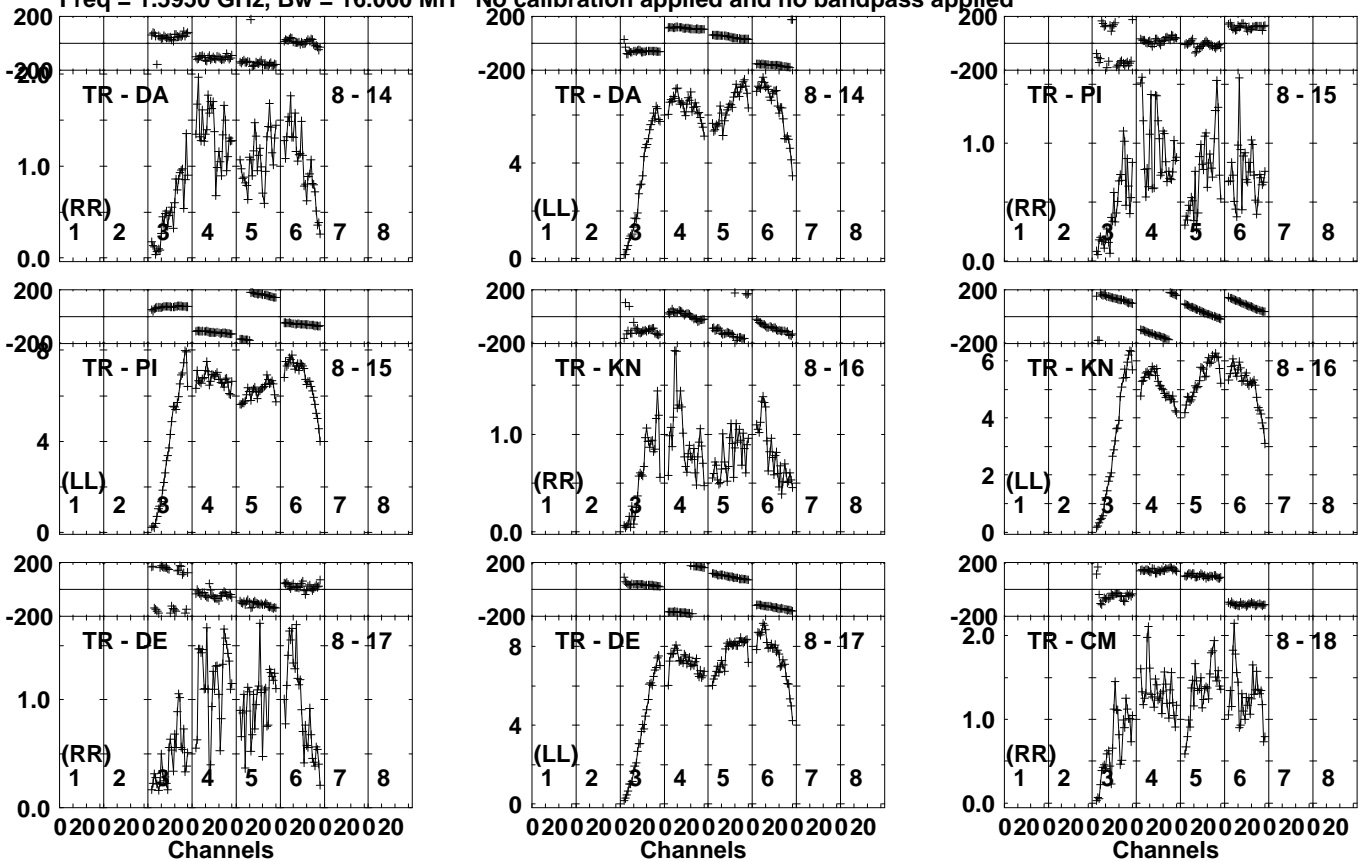 Freq = 1.5950 GHz, Bw = 16.000 MH No calibration applied and no bandpass applied
200 200 200
-200 -200 -200
2.0
TR - DA 8 - 14 TR - DA 8 - 14 TR - PI 8 - 15
1.0 4 1.0
(RR) (LL) (RR)
1 2 3 4 5 6 7 8 1 2 3 4 5 6 7 8 1 2 3 4 5 6 7 8
0.0 0 0.0
200 200 200
-200 -200 -200
8 6
TR - PI 8 - 15 TR - KN 8 - 16 TR - KN 8 - 16
4 1.0 4
2
(LL) (RR) (LL)
1 2 3 4 5 6 7 8 1 2 3 4 5 6 7 8 1 2 3 4 5 6 7 8
0 0.0 0
200 200 200
-200 -200 -200
TR - DE 8 - 17 TR - DE 8 - 17 TR - CM 8 - 18
8 2.0
1.0 4 1.0
(RR) (LL) (RR)
1 2 3 4 5 6 7 8 1 2 3 4 5 6 7 8 1 2 3 4 5 6 7 8
0.0 0 0.0
0 20 0 20 0 20 0 20 0 20 0 20 0 20 0 20 0 20 0 20 0 20 0 20 0 20 0 20 0 20 0 20 0 20 0 20 0 20 0 20 0 20 0 20 0 20 0 20
Channels Channels Channels